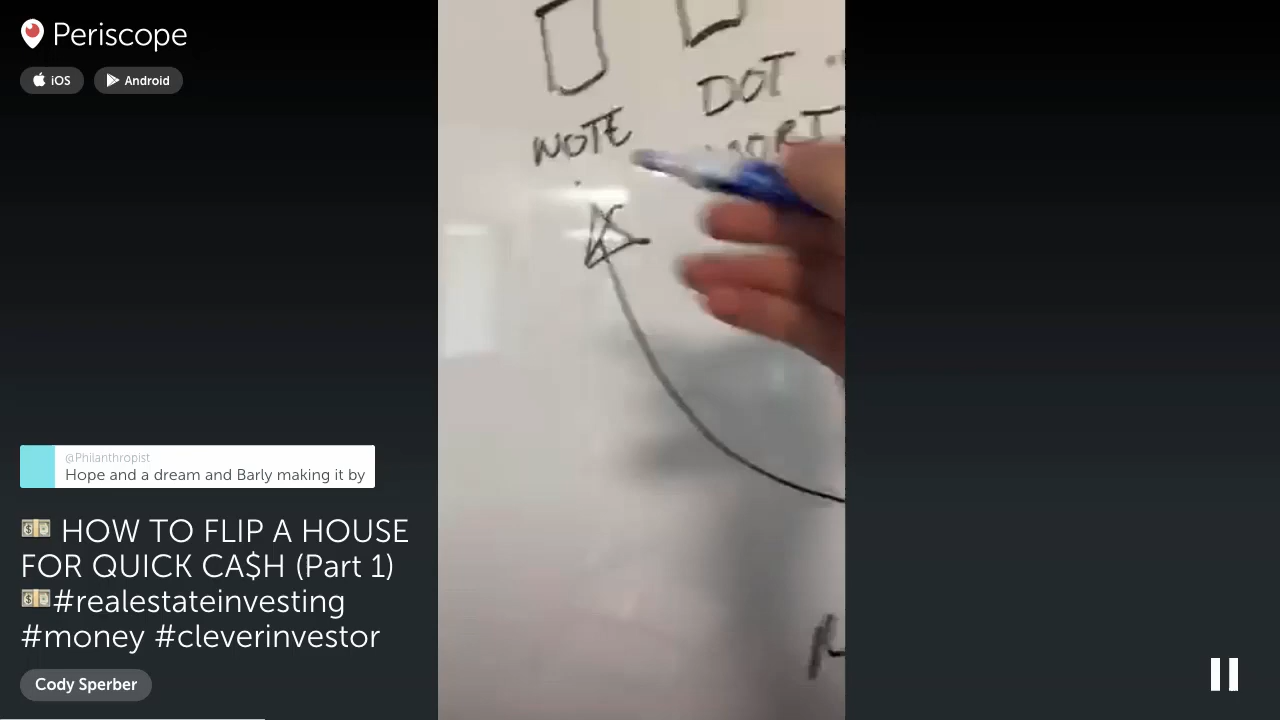 Periscope
iOS
Android
DOT
NOTE
@Philanthropist
Hope and a dream and Barly making it by
💵 HOW TO FLIP A HOUSE
FOR QUICK CA$H (Part 1)
💵#realestateinvesting
#money #cleverinvestor
Cody Sperber